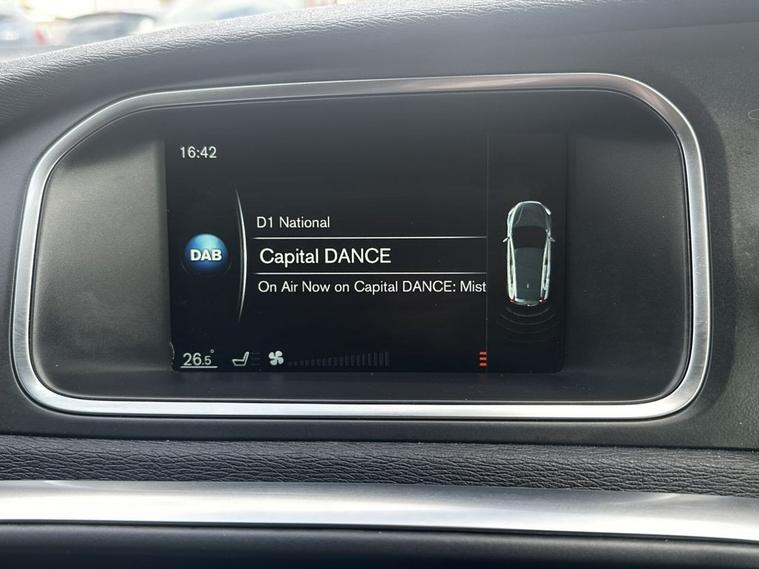 16:42
D1 National
DAB
Capital DANCE
On Air Now on Capital DANCE: Mist
26.5°